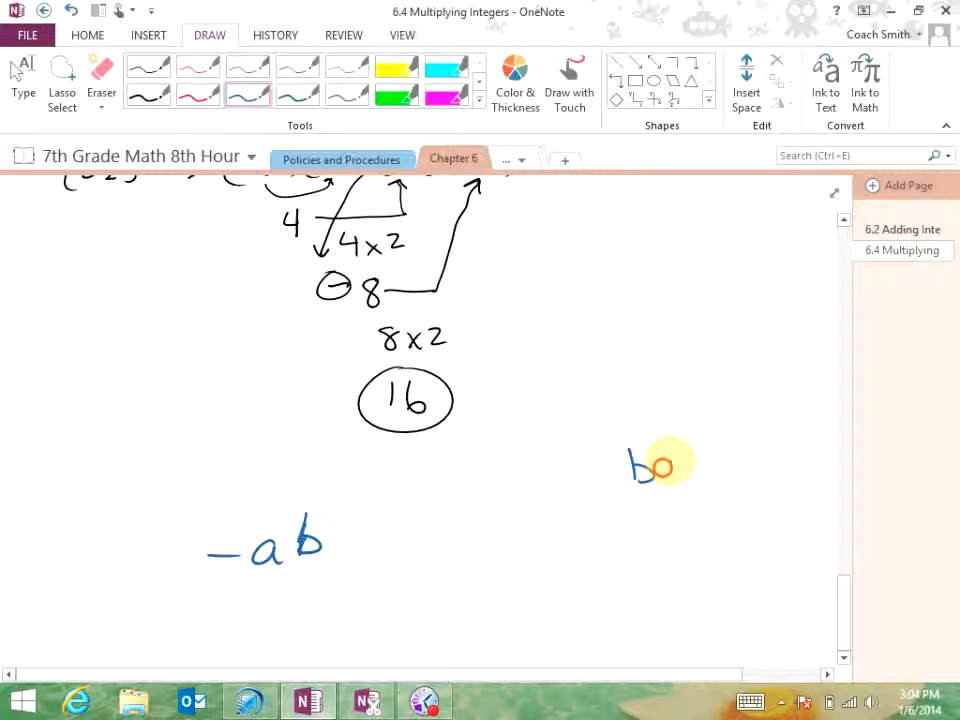 6.4 Multiplying Integers - OneNote
FILE HOME INSERT DRAW HISTORY REVIEW VIEW
Coach Smith
Type Lasso Select Eraser
Color & Thickness Draw with Touch
Insert Space
Ink to Text Ink to Math
Tools Shapes Edit Convert
7th Grade Math 8th Hour Policies and Procedures Chapter 6 ... + Search (Ctrl+E)
Add Page
6.2 Adding Inte
6.4 Multiplying
4
4x2
- 8
8x2
16
b
- a b
3:04 PM
1/6/2014